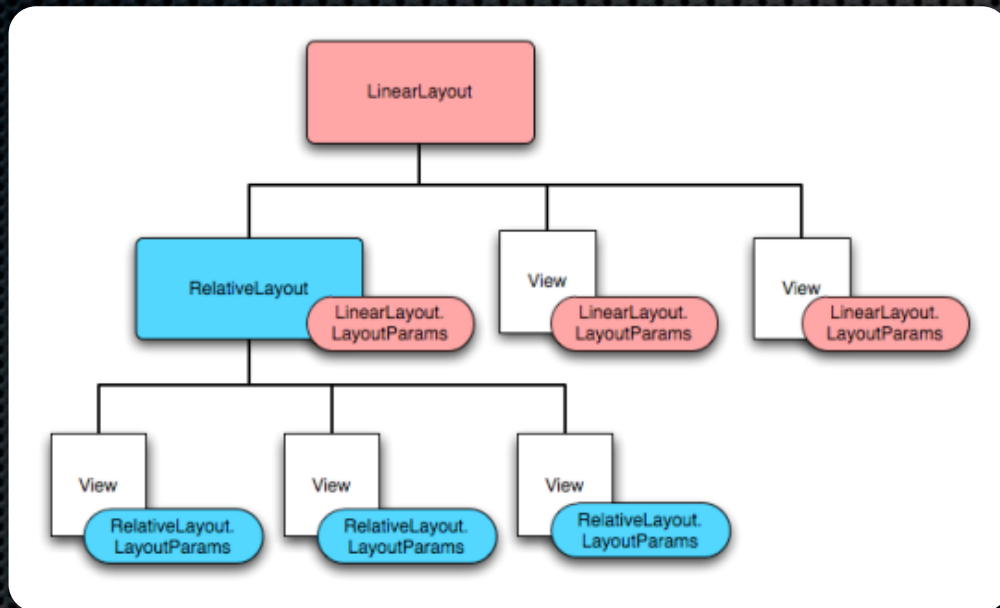 LinearLayout
RelativeLayout
LinearLayout.
LayoutParams
View
LinearLayout.
LayoutParams
View
LinearLayout.
LayoutParams
View
RelativeLayout.
LayoutParams
View
RelativeLayout.
LayoutParams
View
RelativeLayout.
LayoutParams